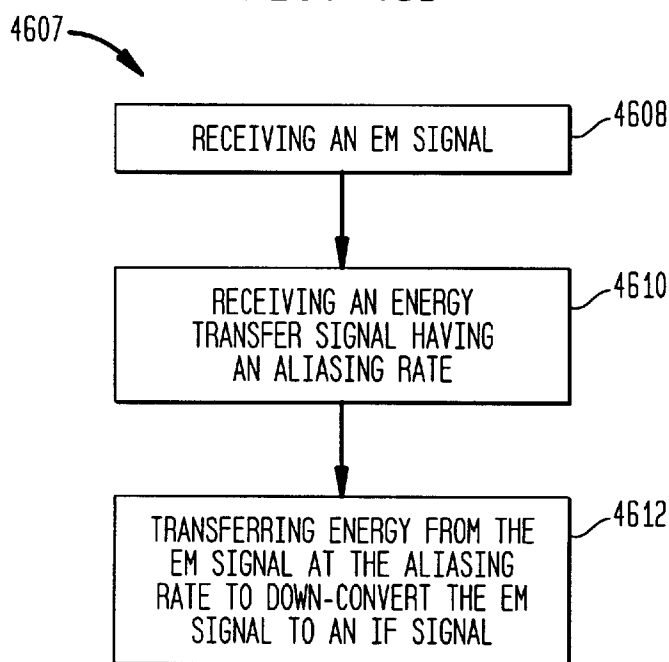 4607
RECEIVING AN EM SIGNAL
4608
RECEIVING AN ENERGY
TRANSFER SIGNAL HAVING
AN ALIASING RATE
4610
TRANSFERRING ENERGY FROM THE
EM SIGNAL AT THE ALIASING
RATE TO DOWN-CONVERT THE EM
SIGNAL TO AN IF SIGNAL
4612